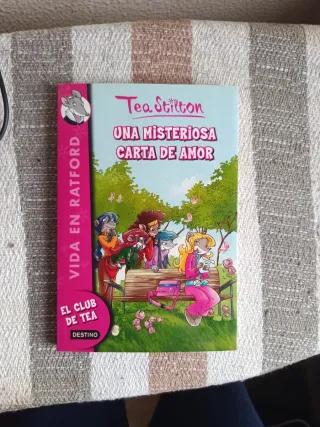 Tea Stilton
UNA MISTERIOSA
CARTA DE AMOR
VIDA EN RATFORD
EL CLUB
DE TEA
DESTINO